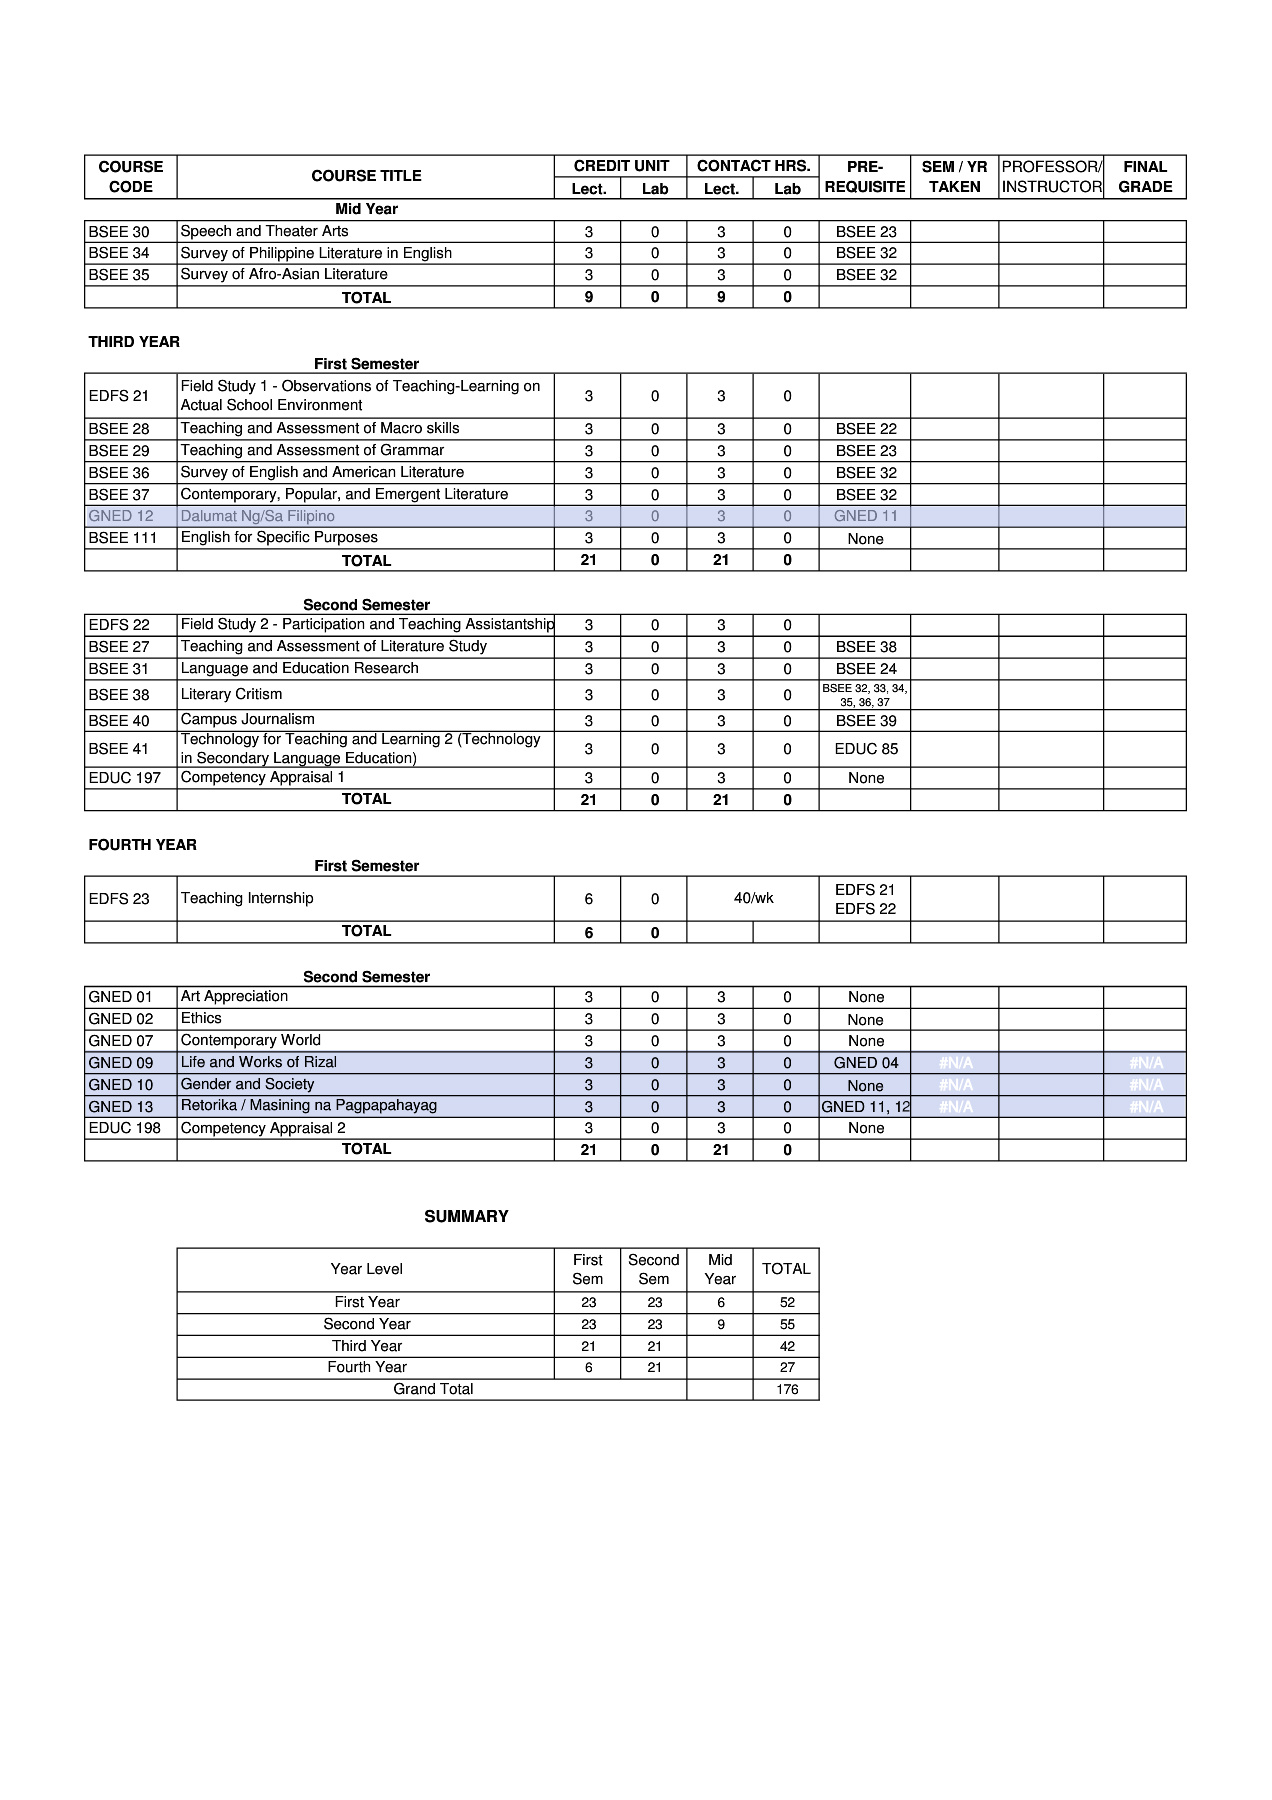 COURSE CODE COURSE TITLE CREDIT UNIT CONTACT HRS. PRE-REQUISITE SEM / YR TAKEN PROFESSOR/ INSTRUCTOR FINAL GRADE
Lect. Lab Lect. Lab
Mid Year
BSEE 30 Speech and Theater Arts 3 0 3 0 BSEE 23
BSEE 34 Survey of Philippine Literature in English 3 0 3 0 BSEE 32
BSEE 35 Survey of Afro-Asian Literature 3 0 3 0 BSEE 32
TOTAL 9 0 9 0
THIRD YEAR
First Semester
EDFS 21 Field Study 1 - Observations of Teaching-Learning on Actual School Environment 3 0 3 0
BSEE 28 Teaching and Assessment of Macro skills 3 0 3 0 BSEE 22
BSEE 29 Teaching and Assessment of Grammar 3 0 3 0 BSEE 23
BSEE 36 Survey of English and American Literature 3 0 3 0 BSEE 32
BSEE 37 Contemporary, Popular, and Emergent Literature 3 0 3 0 BSEE 32
GNED 12 Dalumat Ng/Sa Filipino 3 0 3 0 GNED 11
BSEE 111 English for Specific Purposes 3 0 3 0 None
TOTAL 21 0 21 0
Second Semester
EDFS 22 Field Study 2 - Participation and Teaching Assistantship 3 0 3 0
BSEE 27 Teaching and Assessment of Literature Study 3 0 3 0 BSEE 38
BSEE 31 Language and Education Research 3 0 3 0 BSEE 24
BSEE 38 Literary Critism 3 0 3 0 BSEE 32, 33, 34, 35, 36, 37
BSEE 40 Campus Journalism 3 0 3 0 BSEE 39
BSEE 41 Technology for Teaching and Learning 2 (Technology in Secondary Language Education) 3 0 3 0 EDUC 85
EDUC 197 Competency Appraisal 1 3 0 3 0 None
TOTAL 21 0 21 0
FOURTH YEAR
First Semester
EDFS 23 Teaching Internship 6 0 40/wk EDFS 21 EDFS 22
TOTAL 6 0
Second Semester
GNED 01 Art Appreciation 3 0 3 0 None
GNED 02 Ethics 3 0 3 0 None
GNED 07 Contemporary World 3 0 3 0 None
GNED 09 Life and Works of Rizal 3 0 3 0 GNED 04 #N/A #N/A
GNED 10 Gender and Society 3 0 3 0 None #N/A #N/A
GNED 13 Retorika / Masining na Pagpapahayag 3 0 3 0 GNED 11, 12 #N/A #N/A
EDUC 198 Competency Appraisal 2 3 0 3 0 None
TOTAL 21 0 21 0
SUMMARY
Year Level First Sem Second Sem Mid Year TOTAL
First Year 23 23 6 52
Second Year 23 23 9 55
Third Year 21 21 42
Fourth Year 6 21 27
Grand Total 176